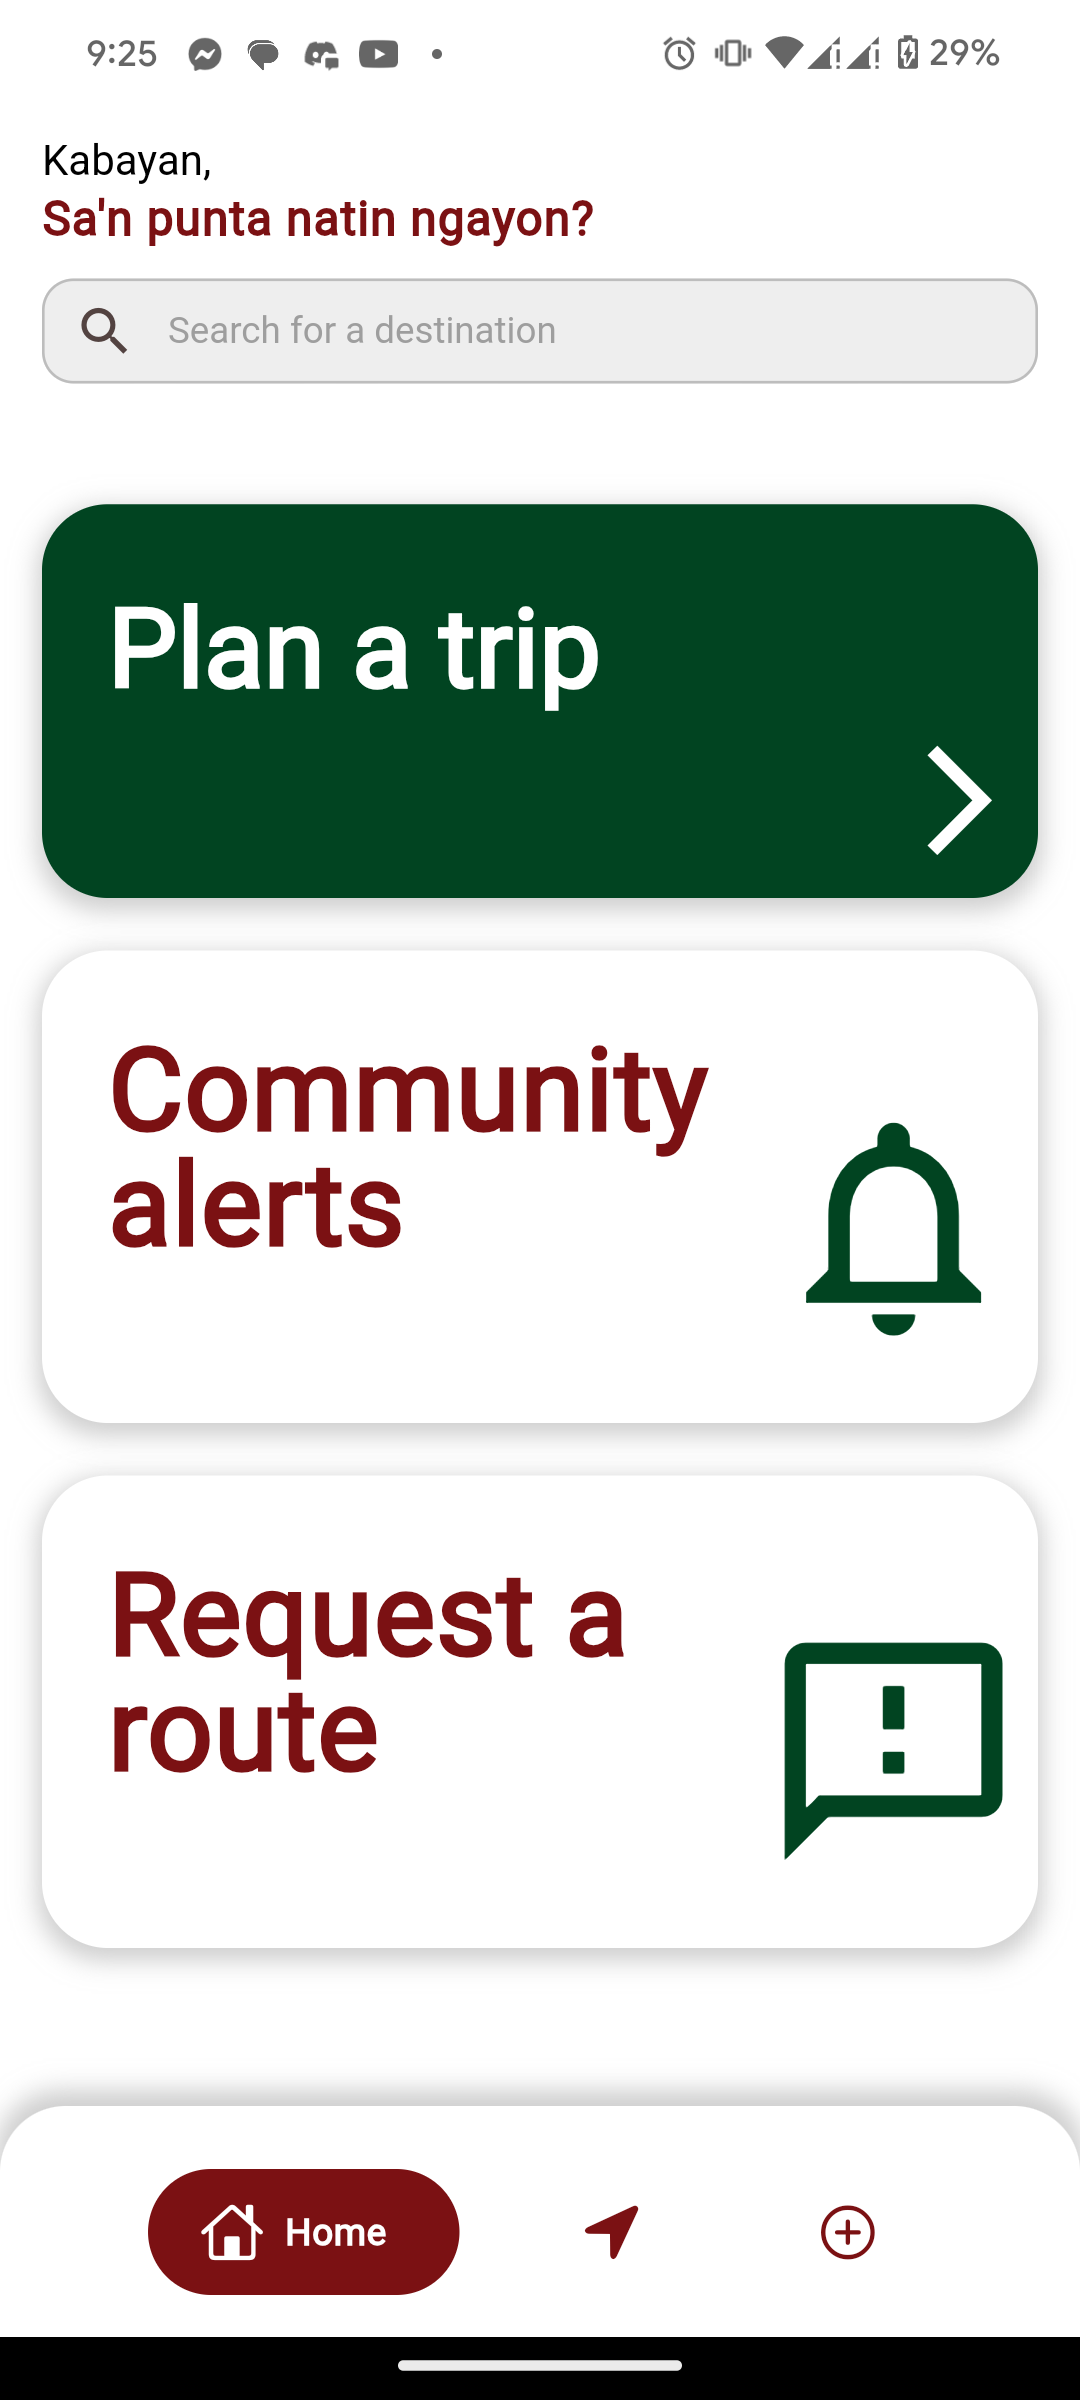 9:25
29%
Kabayan,
Sa'n punta natin ngayon?
Search for a destination
Plan a trip
Community
alerts
Request a
route
Home